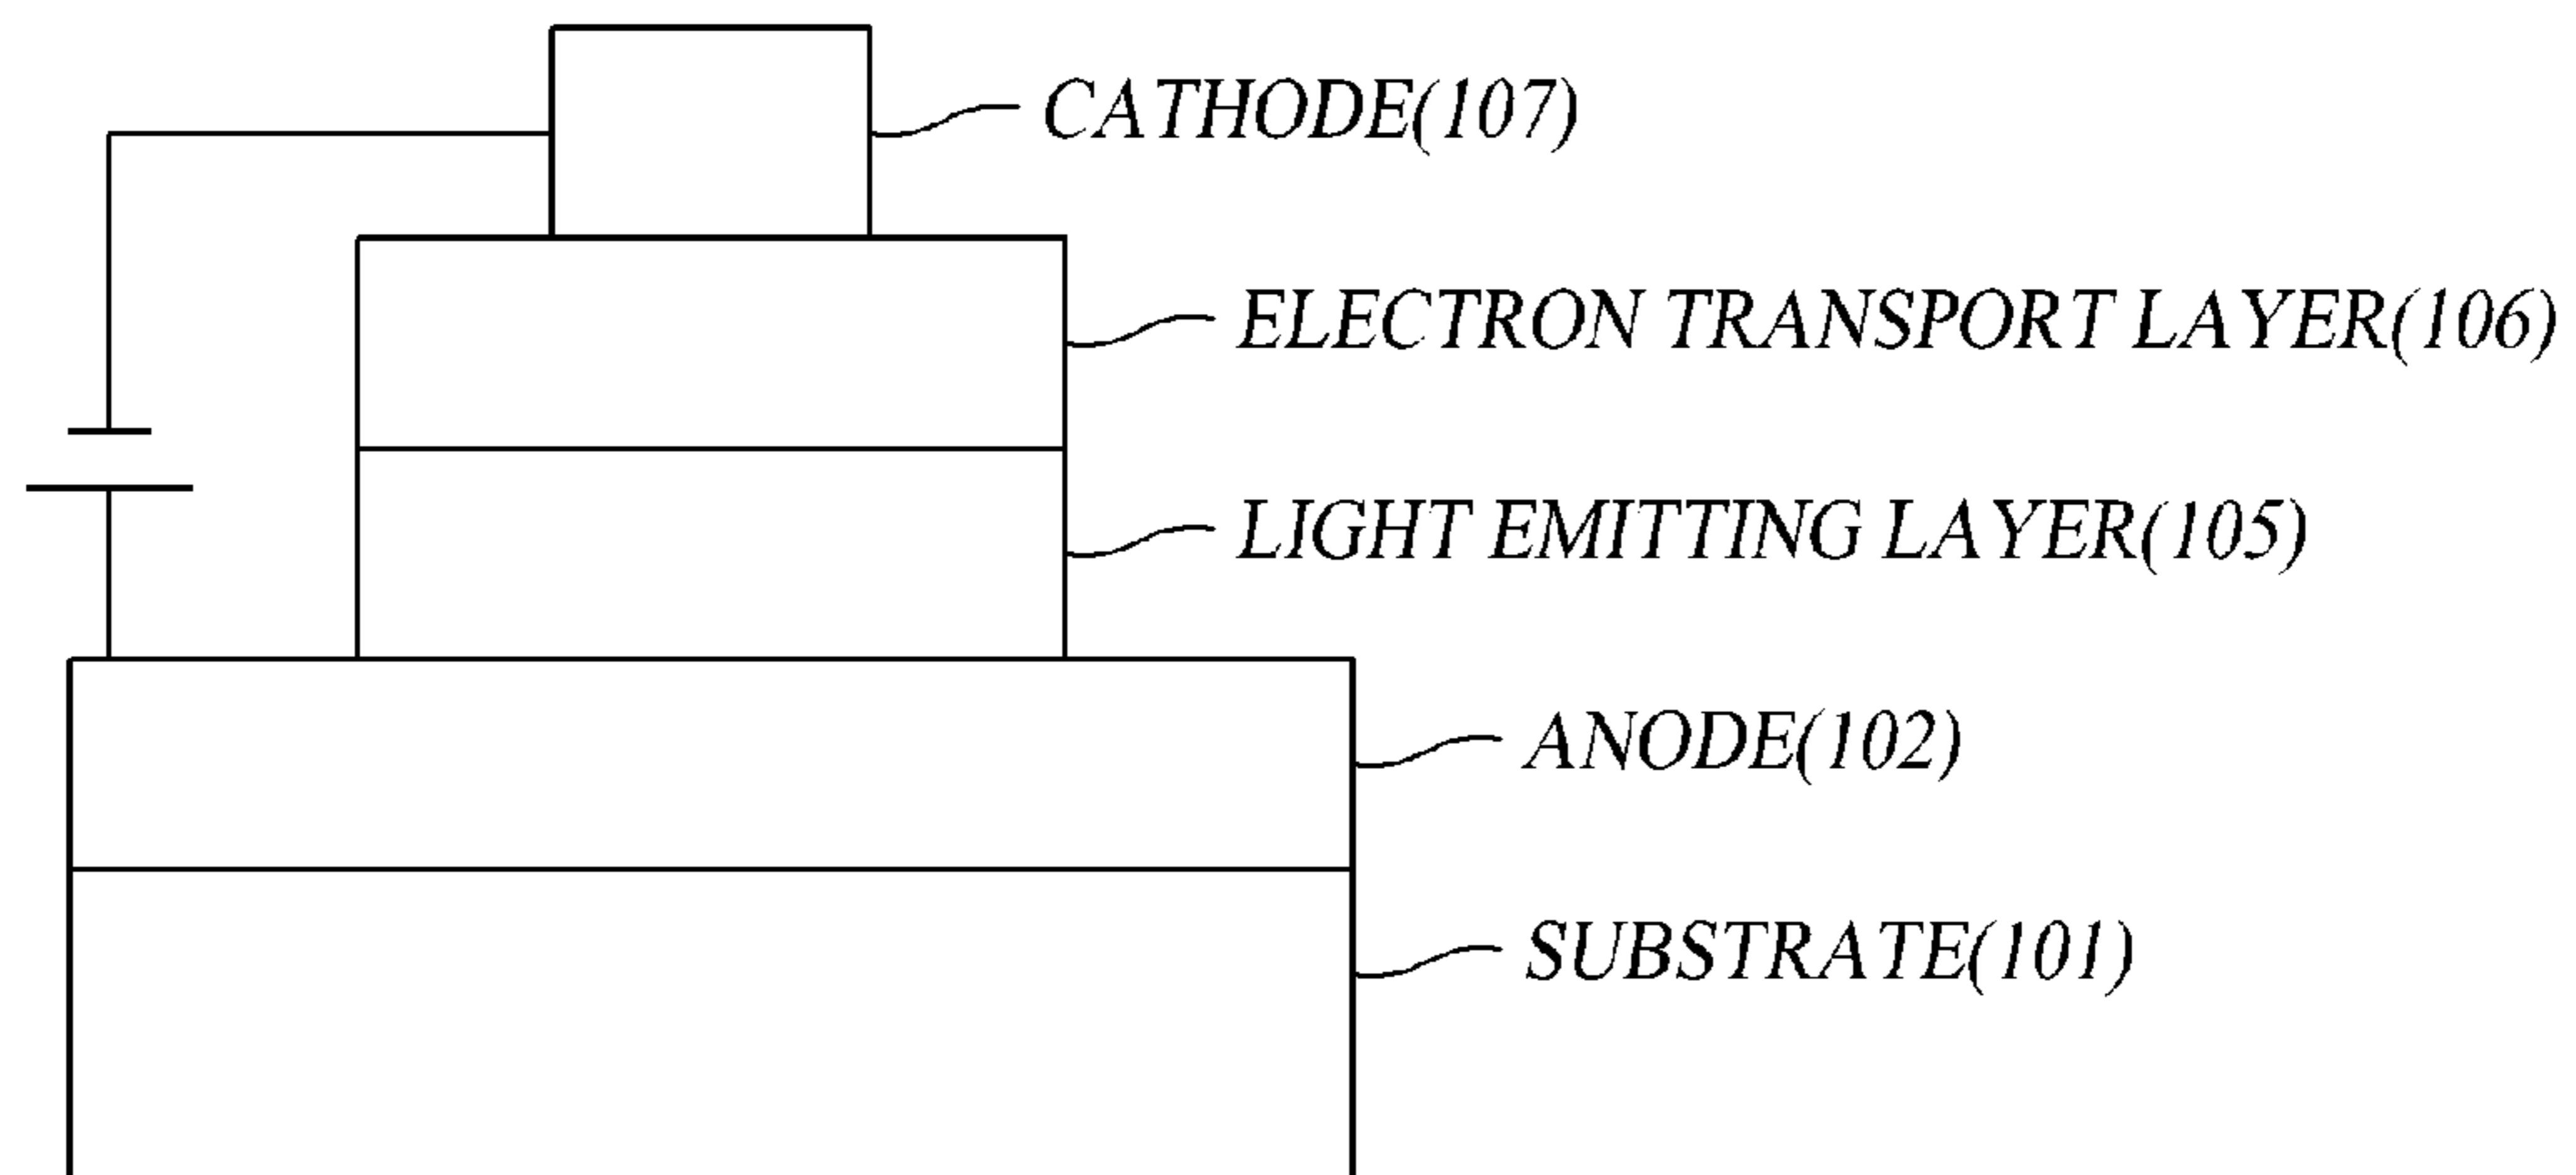 CATHODE(107)
ELECTRON TRANSPORT LAYER(106)
LIGHT EMITTING LAYER(105)
ANODE(102)
SUBSTRATE(101)